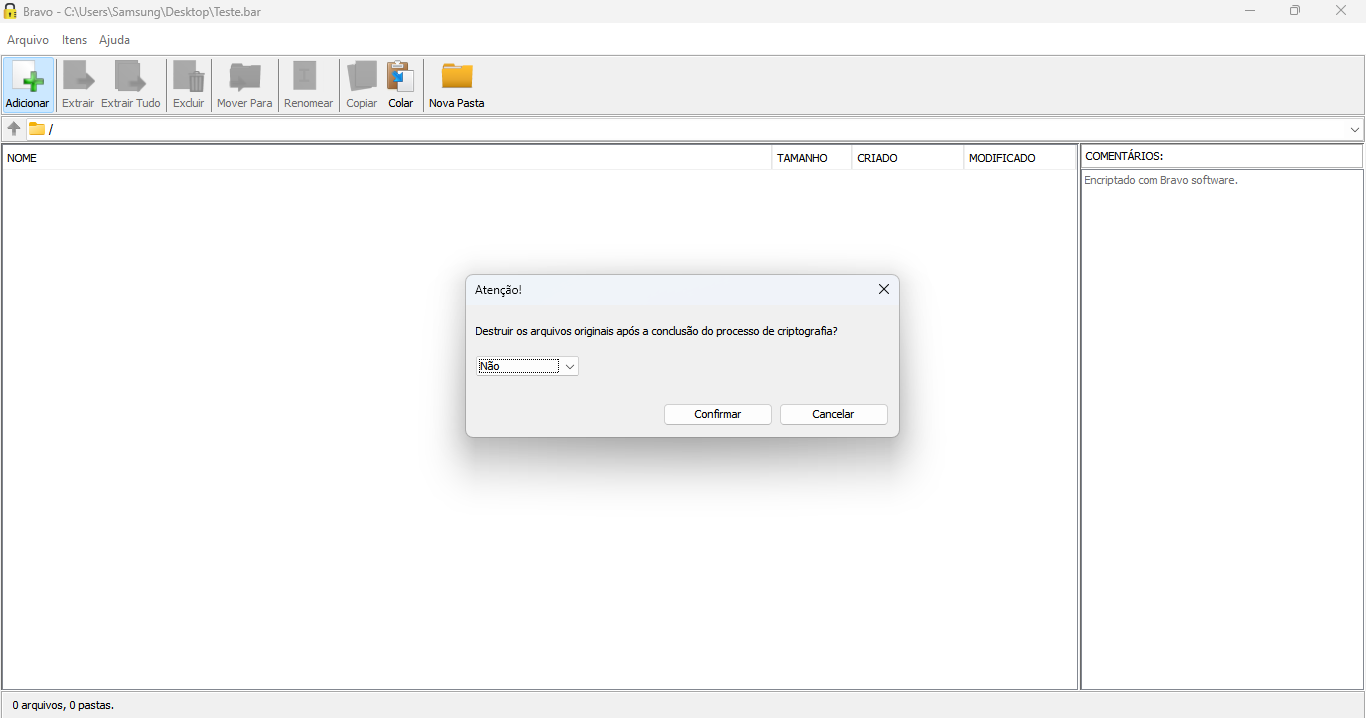 Bravo - C:\Users\Samsung\Desktop\Teste.bar
Arquivo Itens Ajuda
Adicionar Extrair Extrair Tudo Excluir Mover Para Renomear Copiar Colar Nova Pasta
/
NOME TAMANHO CRIADO MODIFICADO COMENTÁRIOS:
Encriptado com Bravo software.
Atenção!
Destruir os arquivos originais após a conclusão do processo de criptografia?
Não
Confirmar Cancelar
0 arquivos, 0 pastas.